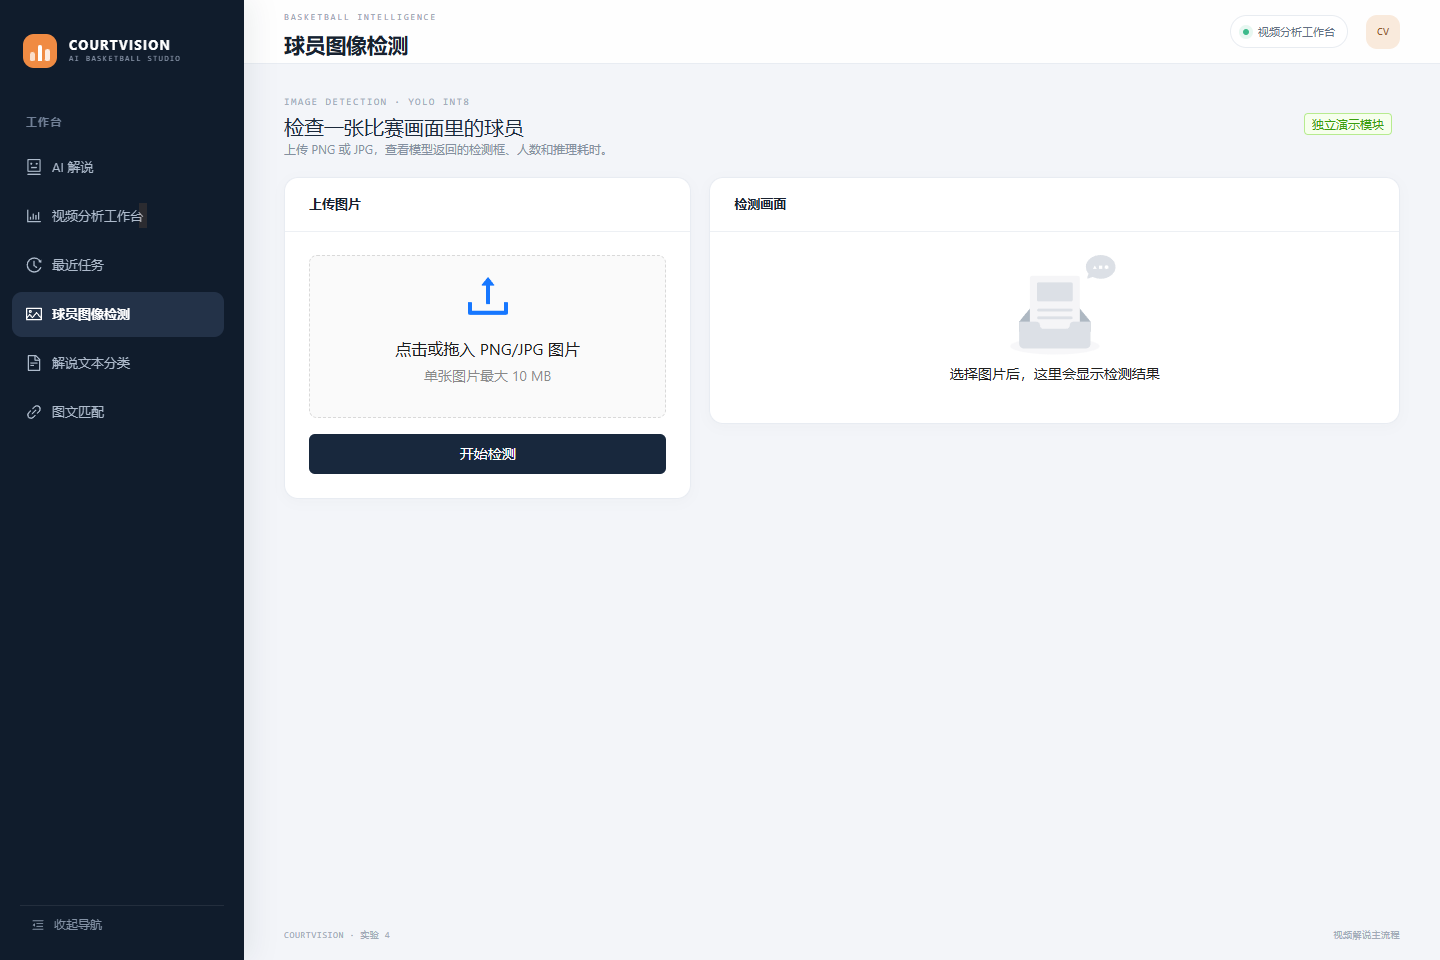 COURTVISION
AI BASKETBALL STUDIO
工作台
AI 解说
视频分析工作台
最近任务
球员图像检测
解说文本分类
图文匹配
收起导航
BASKETBALL INTELLIGENCE
球员图像检测
视频分析工作台
CV
IMAGE DETECTION · YOLO INT8
检查一张比赛画面里的球员
上传 PNG 或 JPG，查看模型返回的检测框、人数和推理耗时。
独立演示模块
上传图片
点击或拖入 PNG/JPG 图片
单张图片最大 10 MB
开始检测
检测画面
选择图片后，这里会显示检测结果
COURTVISION · 实验 4
视频解说主流程